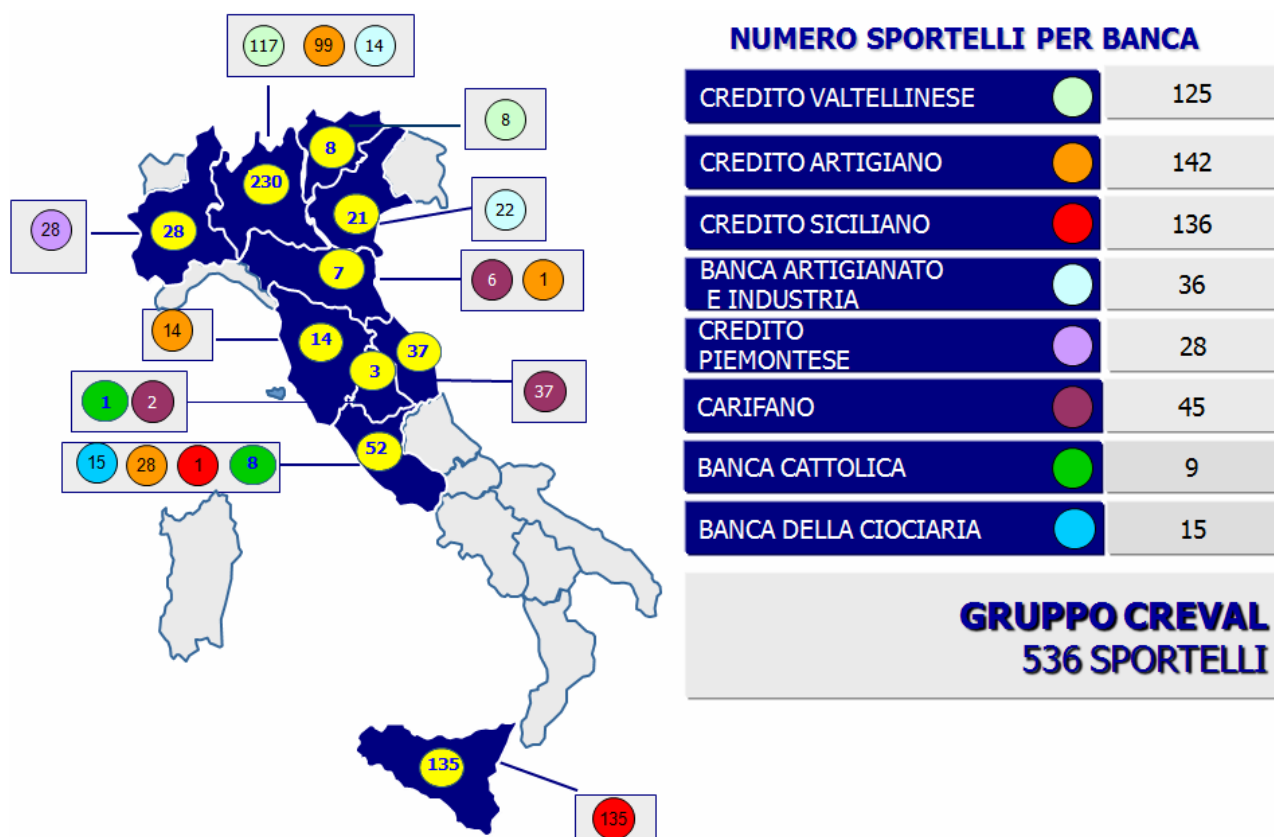 117 99 14
8
8
230
22
21
28
28
7
6 1
14
14
37
3
37
1 2
52
15 28 1 8
135
135
NUMERO SPORTELLI PER BANCA
CREDITO VALTELLINESE 125
CREDITO ARTIGIANO 142
CREDITO SICILIANO 136
BANCA ARTIGIANATO
E INDUSTRIA 36
CREDITO
PIEMONTESE 28
CARIFANO 45
BANCA CATTOLICA 9
BANCA DELLA CIOCIARIA 15
GRUPPO CREVAL
536 SPORTELLI